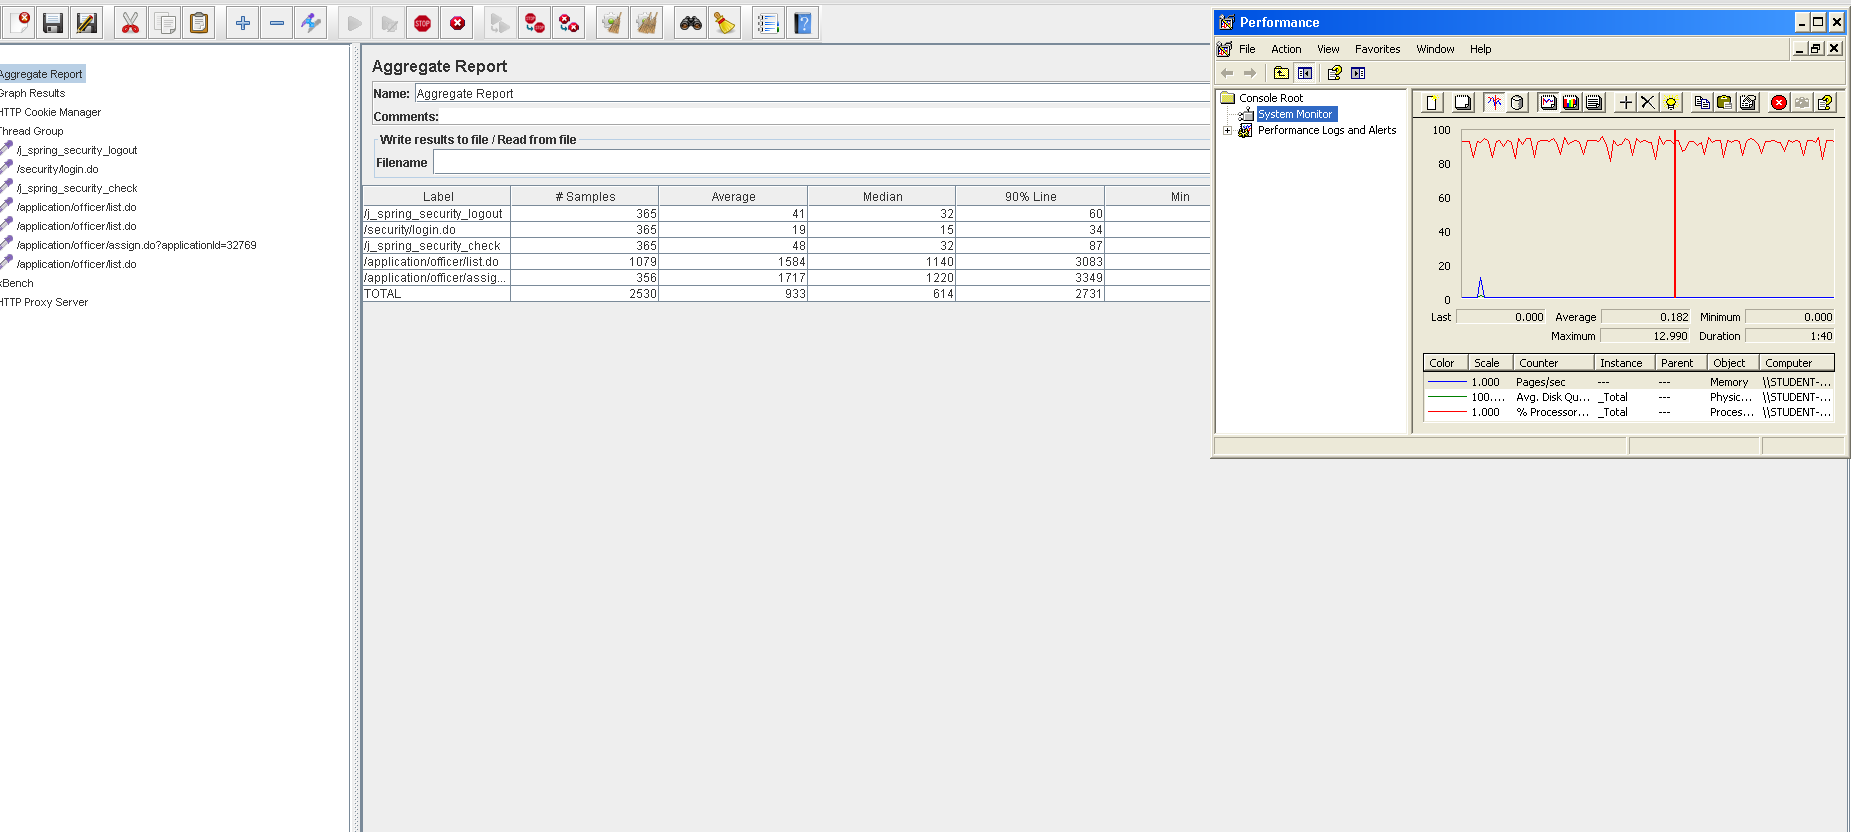 Aggregate Report
Graph Results
HTTP Cookie Manager
Thread Group
/j_spring_security_logout
/security/login.do
/j_spring_security_check
/application/officer/list.do
/application/officer/list.do
/application/officer/assign.do?applicationId=32769
/application/officer/list.do
kBench
HTTP Proxy Server
STOP
STOP
Aggregate Report
Name: Aggregate Report
Comments:
Write results to file / Read from file
Filename
Label # Samples Average Median 90% Line Min
/j_spring_security_logout 365 41 32 60
/security/login.do 365 19 15 34
/j_spring_security_check 365 48 32 87
/application/officer/list.do 1079 1584 1140 3083
/application/officer/assig... 356 1717 1220 3349
TOTAL 2530 933 614 2731
Performance
File Action View Favorites Window Help
Console Root
System Monitor
Performance Logs and Alerts
100
80
60
40
20
0
Last 0.000 Average 0.182 Minimum 0.000
Maximum 12.990 Duration 1:40
Color Scale Counter Instance Parent Object Computer
1.000 Pages/sec --- --- Memory \\STUDENT-...
100.... Avg. Disk Qu... _Total --- Physic... \\STUDENT-...
1.000 % Processor... _Total --- Proces... \\STUDENT-...